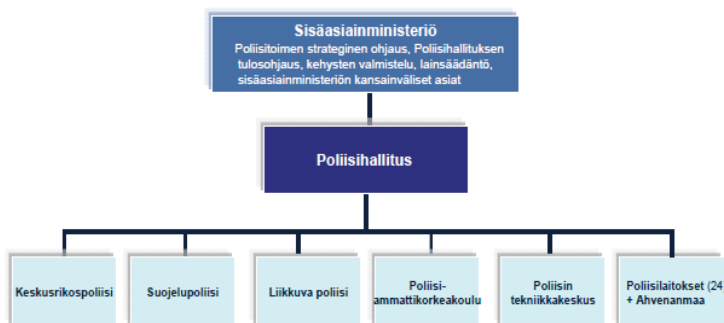 Sisäasiainministeriö
Poliisitoimen strateginen ohjaus, Poliisihallituksen
tulosohjaus, kehysten valmistelu, lainsäädäntö,
sisäasiainministeriön kansainväliset asiat
Poliisihallitus
Keskusrikospoliisi
Suojelupoliisi
Liikkuva poliisi
Poliisi-
ammattikorkeakoulu
Poliisin
tekniikkakeskus
Poliisilaitokset (24)
+ Ahvenanmaa